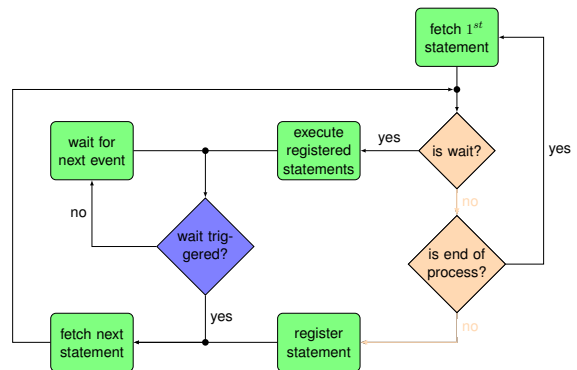 fetch 1st
statement
wait for
next event
execute
registered
statements
yes
is wait?
yes
no
no
wait trig-
gered?
is end of
process?
yes
no
fetch next
statement
register
statement